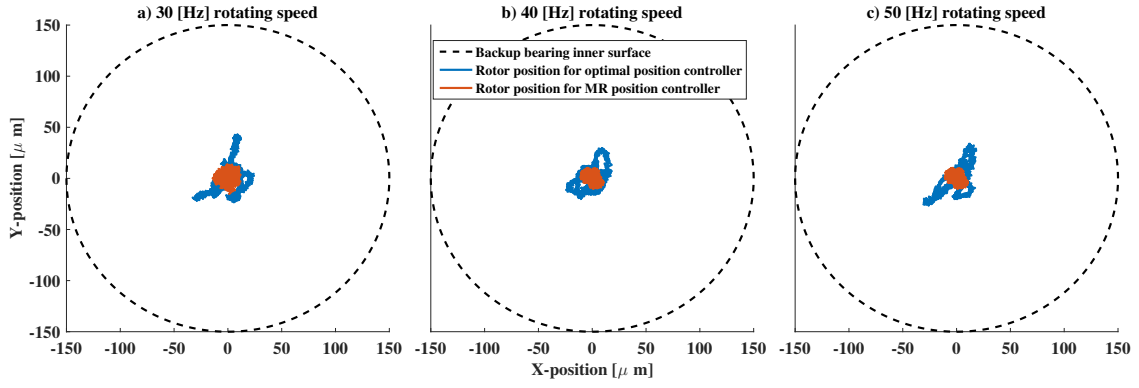 a) 30 [Hz] rotating speed
b) 40 [Hz] rotating speed
c) 50 [Hz] rotating speed
Backup bearing inner surface
Rotor position for optimal position controller
Rotor position for MR position controller
Y-position [μ m]
150
100
50
0
-50
-100
-150
-150 -100 -50 0 50 100 150
-150 -100 -50 0 50 100 150
-150 -100 -50 0 50 100 150
X-position [μ m]